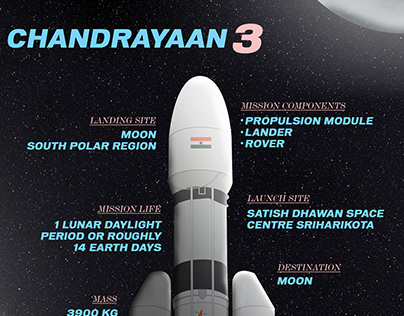 CHANDRAYAAN 3
LANDING SITE
MOON
SOUTH POLAR REGION
MISSION COMPONENTS
•PROPULSION MODULE
•LANDER
•ROVER
MISSION LIFE
1 LUNAR DAYLIGHT
PERIOD OR ROUGHLY
14 EARTH DAYS
LAUNCH SITE
SATISH DHAWAN SPACE
CENTRE SRIHARIKOTA
DESTINATION
MOON
MASS
3900 KG